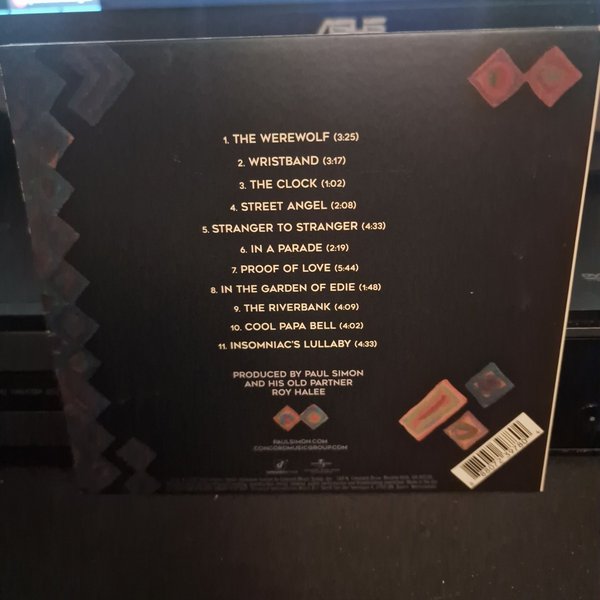 ASUS
1. THE WEREWOLF (3:25)
2. WRISTBAND (3:17)
3. THE CLOCK (1:02)
4. STREET ANGEL (2:08)
5. STRANGER TO STRANGER (4:33)
6. IN A PARADE (2:19)
7. PROOF OF LOVE (5:44)
8. IN THE GARDEN OF EDIE (1:48)
9. THE RIVERBANK (4:09)
10. COOL PAPA BELL (4:02)
11. INSOMNIAC'S LULLABY (4:33)
PRODUCED BY PAUL SIMON
AND HIS OLD PARTNER
ROY HALEE
PAULSIMON.COM
CONCORDMUSICGROUP.COM